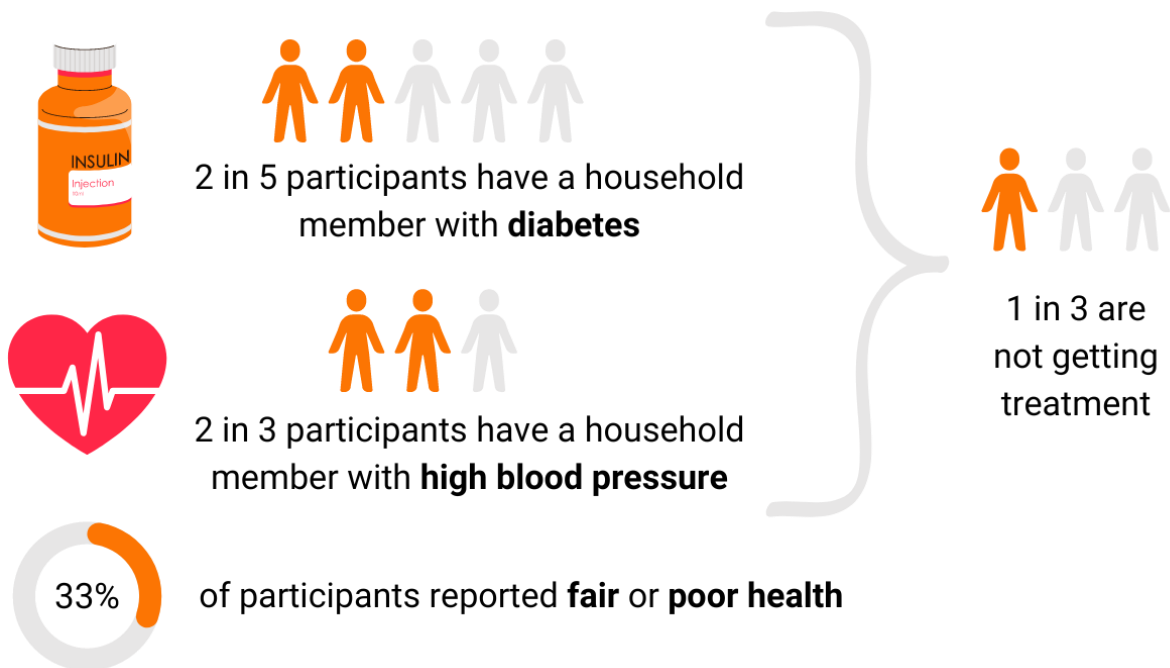 INSULIN
Injection
2 in 5 participants have a household
member with diabetes
2 in 3 participants have a household
member with high blood pressure
1 in 3 are
not getting
treatment
33%
of participants reported fair or poor health